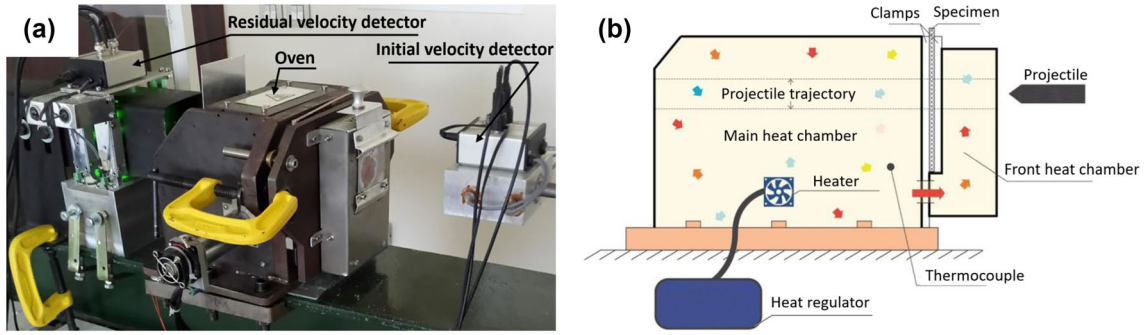 (a)
Residual velocity detector
Initial velocity detector
Oven
(b)
Clamps
Specimen
Projectile
Projectile trajectory
Main heat chamber
Front heat chamber
Heater
Thermocouple
Heat regulator